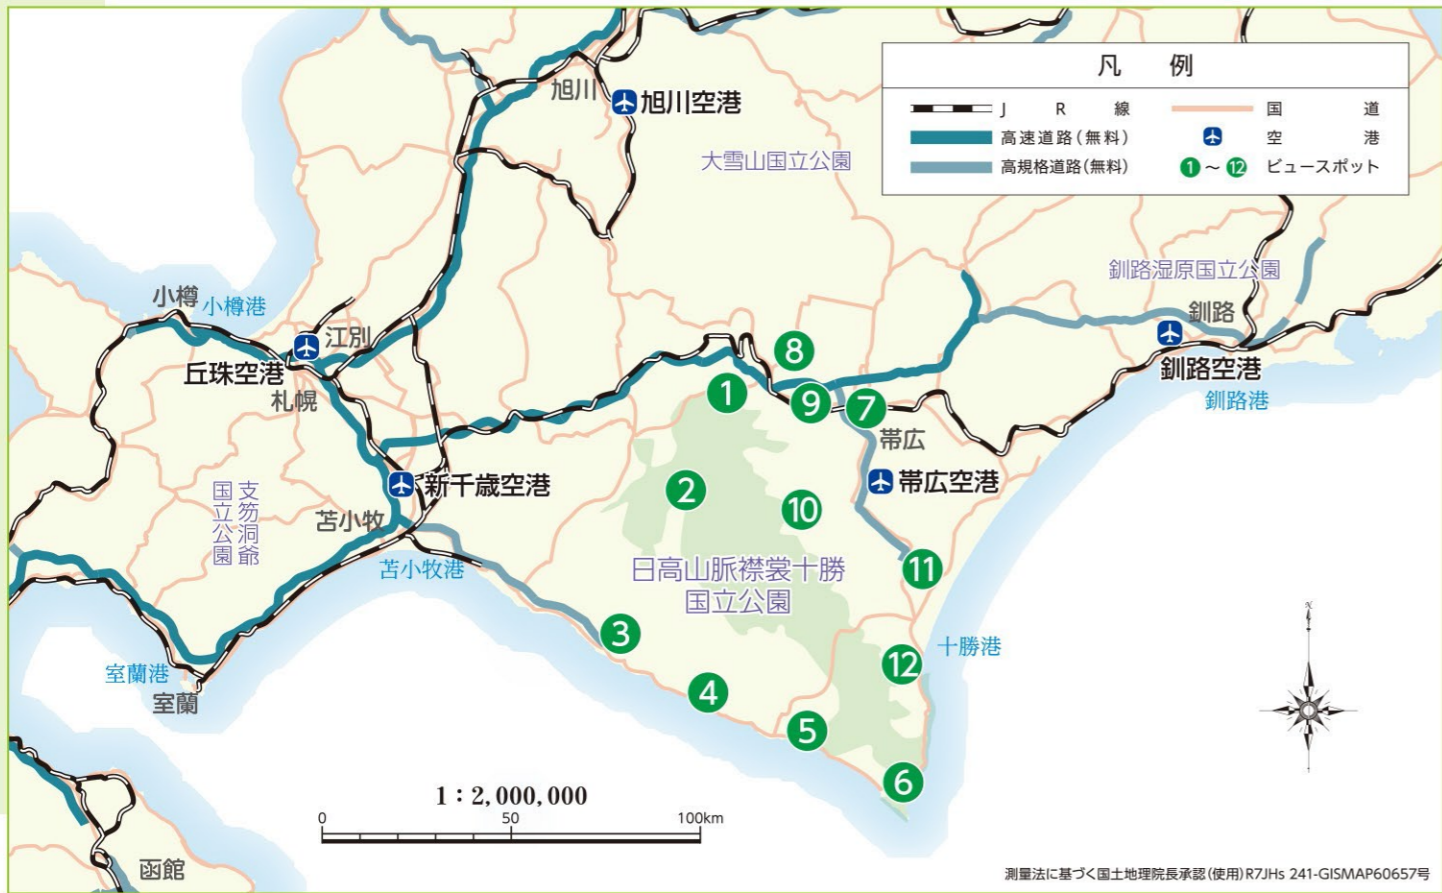 凡 例
J R 線
国 道
高速道路(無料)
空 港
高規格道路(無料)
1 ～ 12 ビュースポット
旭川
旭川空港
大雪山国立公園
釧路湿原国立公園
小樽
小樽港
江別
丘珠空港
札幌
釧路
釧路空港
釧路港
8
1
9
7
帯広
新千歳空港
帯広空港
2
10
支笏洞爺
国立公園
苫小牧
苫小牧港
日高山脈襟裳十勝
国立公園
11
3
十勝港
12
室蘭港
室蘭
4
5
6
1：2,000,000
0 50 100km
函館
N
測量法に基づく国土地理院長承認(使用)R7JHs 241-GISMAP60657号